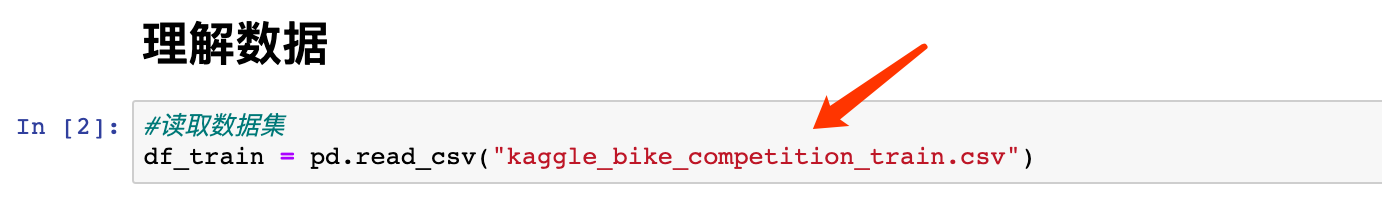 理解数据
In [2]:
#读取数据集
df_train = pd.read_csv("kaggle_bike_competition_train.csv")